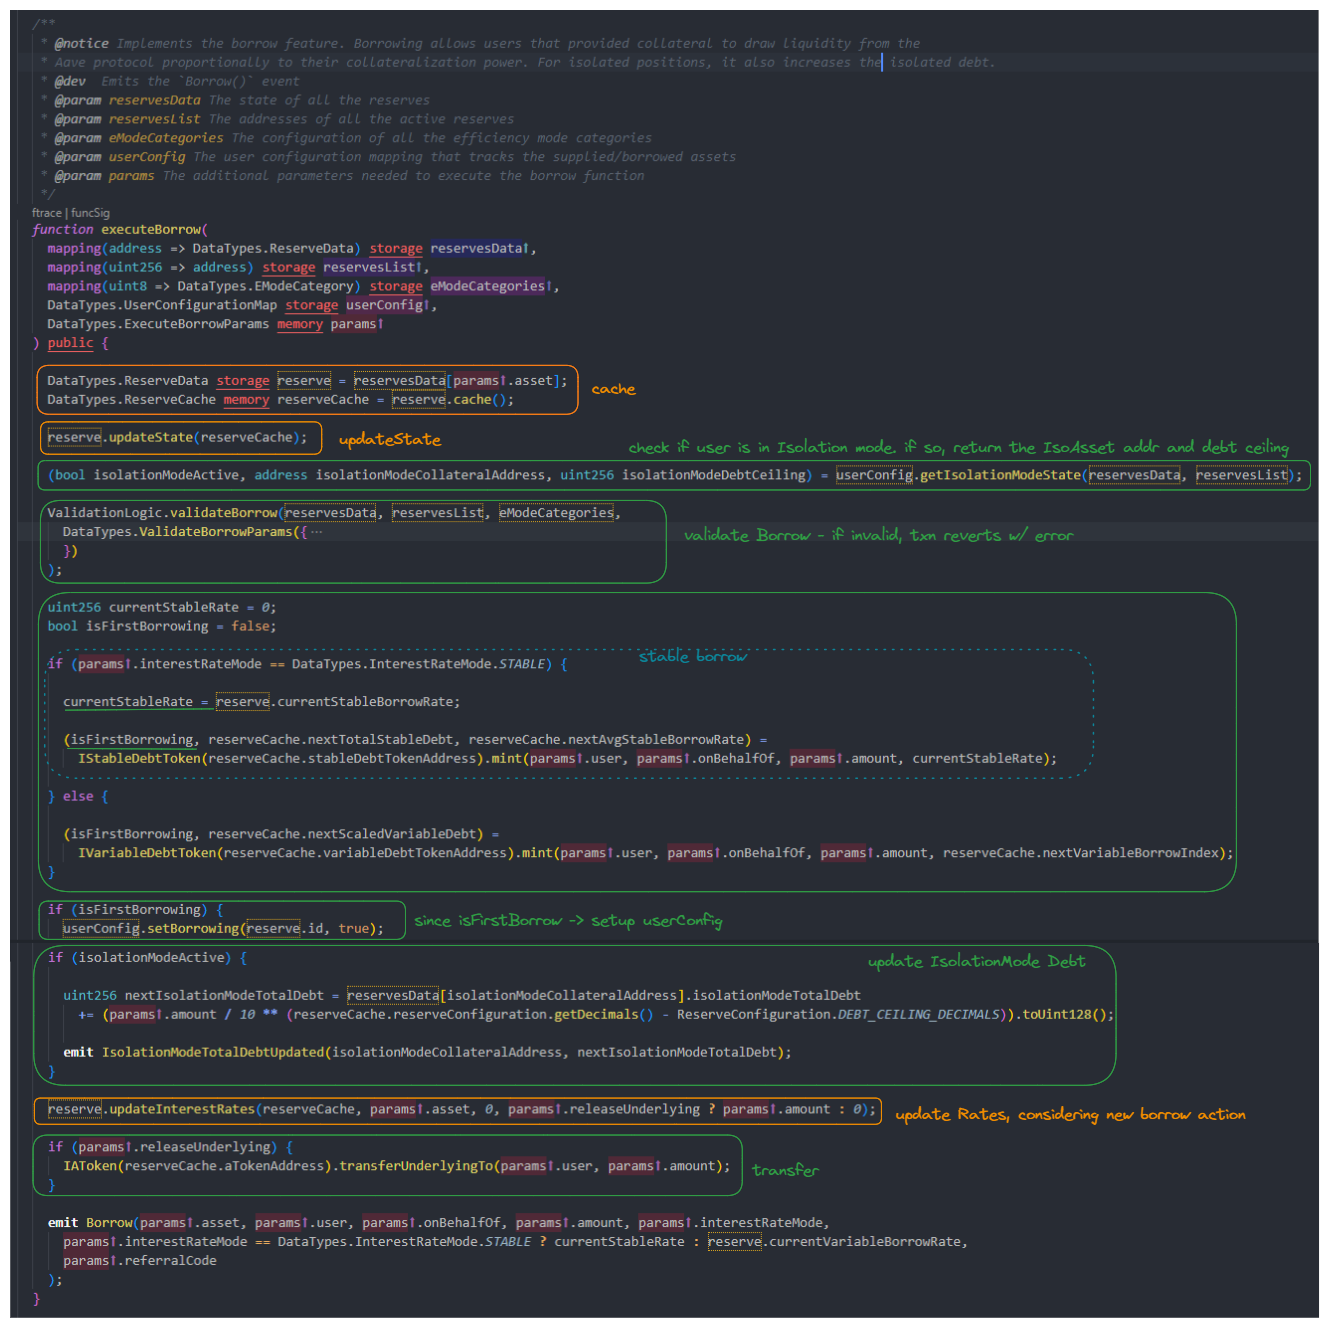 /**
* @notice Implements the borrow feature. Borrowing allows users that provided collateral to draw liquidity from the
* Aave protocol proportionally to their collateralization power. For isolated positions, it also increases the isolated debt.
* @dev  Emits the `Borrow()` event
* @param reservesData The state of all the reserves
* @param reservesList The addresses of all the active reserves
* @param eModeCategories The configuration of all the efficiency mode categories
* @param userConfig The user configuration mapping that tracks the supplied/borrowed assets
* @param params The additional parameters needed to execute the borrow function
*/
ftrace | funcSig
function executeBorrow(
mapping(address => DataTypes.ReserveData) storage reservesData↑,
mapping(uint256 => address) storage reservesList↑,
mapping(uint8 => DataTypes.EModeCategory) storage eModeCategories↑,
DataTypes.UserConfigurationMap storage userConfig↑,
DataTypes.ExecuteBorrowParams memory params↑
) public {
DataTypes.ReserveData storage reserve = reservesData[params↑.asset];
DataTypes.ReserveCache memory reserveCache = reserve.cache();
cache
reserve.updateState(reserveCache);
updateState
check if user is in Isolation mode. if so, return the IsoAsset addr and debt ceiling
(bool isolationModeActive, address isolationModeCollateralAddress, uint256 isolationModeDebtCeiling) = userConfig.getIsolationModeState(reservesData, reservesList);
ValidationLogic.validateBorrow(reservesData, reservesList, eModeCategories,
DataTypes.ValidateBorrowParams({ ···
})
);
validate Borrow - if invalid, txn reverts w/ error
uint256 currentStableRate = 0;
bool isFirstBorrowing = false;
stable borrow
if (params↑.interestRateMode == DataTypes.InterestRateMode.STABLE) {
currentStableRate = reserve.currentStableBorrowRate;
(isFirstBorrowing, reserveCache.nextTotalStableDebt, reserveCache.nextAvgStableBorrowRate) =
IStableDebtToken(reserveCache.stableDebtTokenAddress).mint(params↑.user, params↑.onBehalfOf, params↑.amount, currentStableRate);
} else {
(isFirstBorrowing, reserveCache.nextScaledVariableDebt) =
IVariableDebtToken(reserveCache.variableDebtTokenAddress).mint(params↑.user, params↑.onBehalfOf, params↑.amount, reserveCache.nextVariableBorrowIndex);
}
if (isFirstBorrowing) {
userConfig.setBorrowing(reserve.id, true);
since isFirstBorrow -> setup userConfig
if (isolationModeActive) {
update IsolationMode Debt
uint256 nextIsolationModeTotalDebt = reservesData[isolationModeCollateralAddress].isolationModeTotalDebt
+= (params↑.amount / 10 ** (reserveCache.reserveConfiguration.getDecimals() - ReserveConfiguration.DEBT_CEILING_DECIMALS)).toUint128();
emit IsolationModeTotalDebtUpdated(isolationModeCollateralAddress, nextIsolationModeTotalDebt);
}
reserve.updateInterestRates(reserveCache, params↑.asset, 0, params↑.releaseUnderlying ? params↑.amount : 0);
update Rates, considering new borrow action
if (params↑.releaseUnderlying) {
IAToken(reserveCache.aTokenAddress).transferUnderlyingTo(params↑.user, params↑.amount);
}
transfer
emit Borrow(params↑.asset, params↑.user, params↑.onBehalfOf, params↑.amount, params↑.interestRateMode,
params↑.interestRateMode == DataTypes.InterestRateMode.STABLE ? currentStableRate : reserve.currentVariableBorrowRate,
params↑.referralCode
);
}